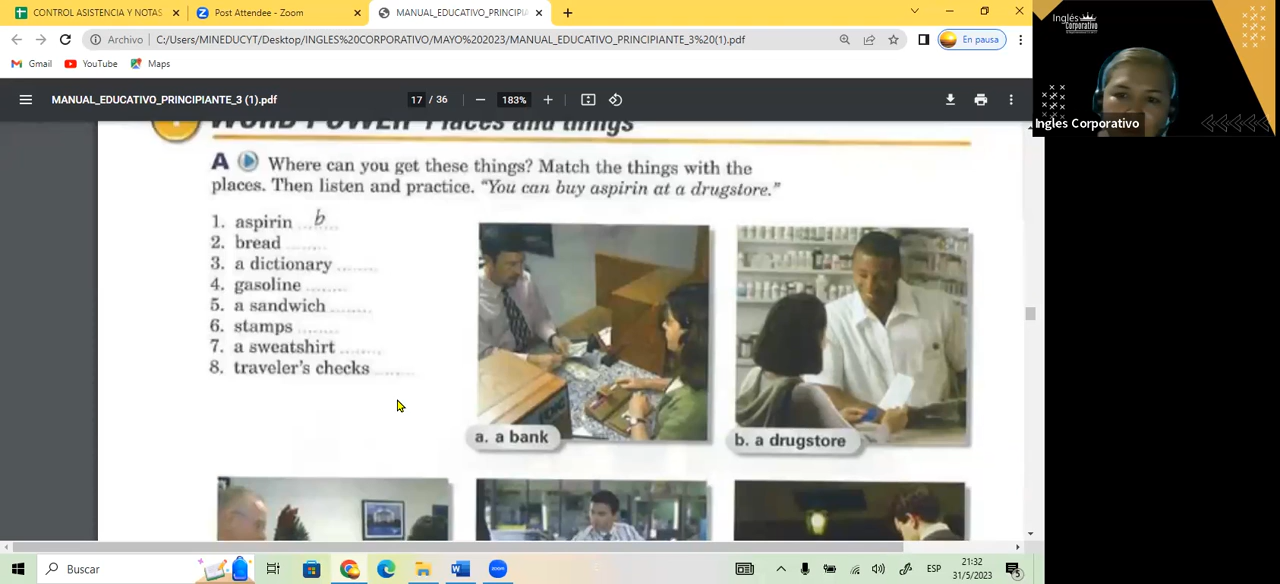 CONTROL ASISTENCIA Y NOTAS
Post Attendee - Zoom
MANUAL_EDUCATIVO_PRINCIPI
Archivo
C:/Users/MINEDUCYT/Desktop/INGLES%20CORPORATIVO/MAYO%202023/MANUAL_EDUCATIVO_PRINCIPIANTE_3%20(1).pdf
En pausa
Gmail
YouTube
Maps
MANUAL_EDUCATIVO_PRINCIPIANTE_3 (1).pdf
17 / 36
183%
Inglés
Corporativo
Ingles Corporativo
WORD POWER Places and things
A Where can you get these things? Match the things with the
places. Then listen and practice. "You can buy aspirin at a drugstore."
1. aspirin b
2. bread
3. a dictionary
4. gasoline
5. a sandwich
6. stamps
7. a sweatshirt
8. traveler's checks
a. a bank
b. a drugstore
Buscar
ESP
21:32
31/5/2023